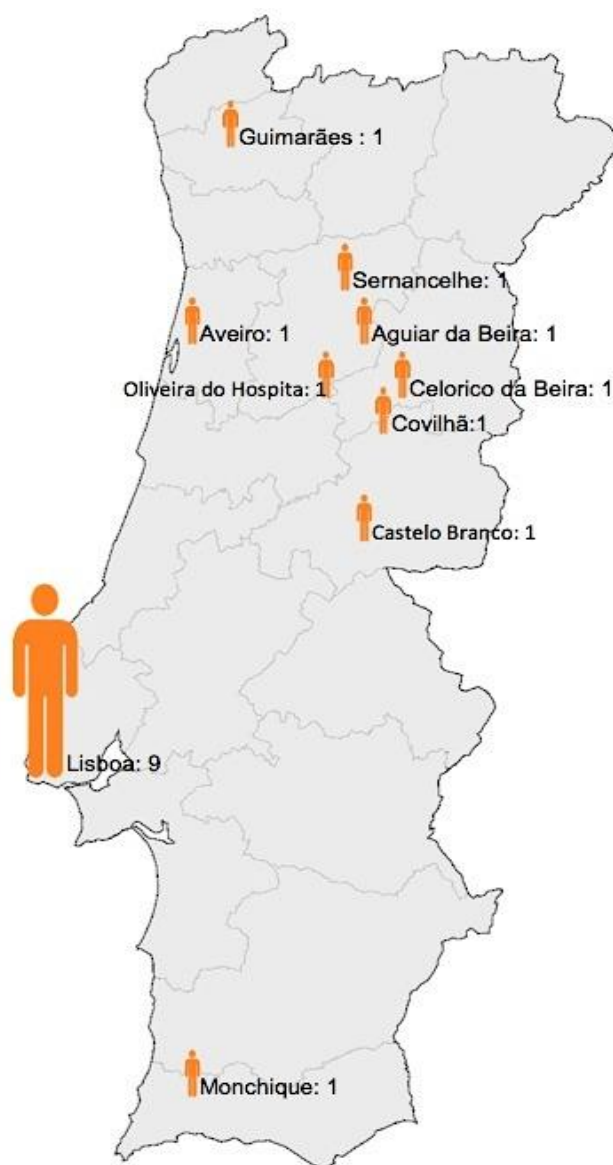 Guimarães : 1
Sernancelhe: 1
Aveiro: 1
Aguiar da Beira: 1
Oliveira do Hospita: 1
Celorico da Beira: 1
Covilhã:1
Castelo Branco: 1
Lisboa: 9
Monchique: 1